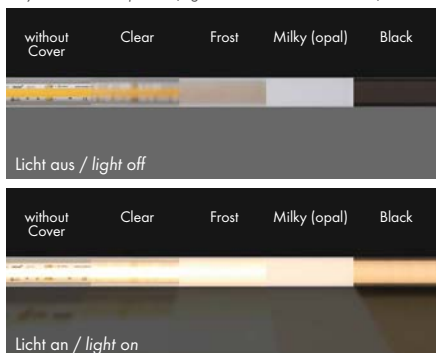 without
Cover
Clear
Frost
Milky (opal)
Black
Licht aus / light off
without
Cover
Clear
Frost
Milky (opal)
Black
Licht an / light on